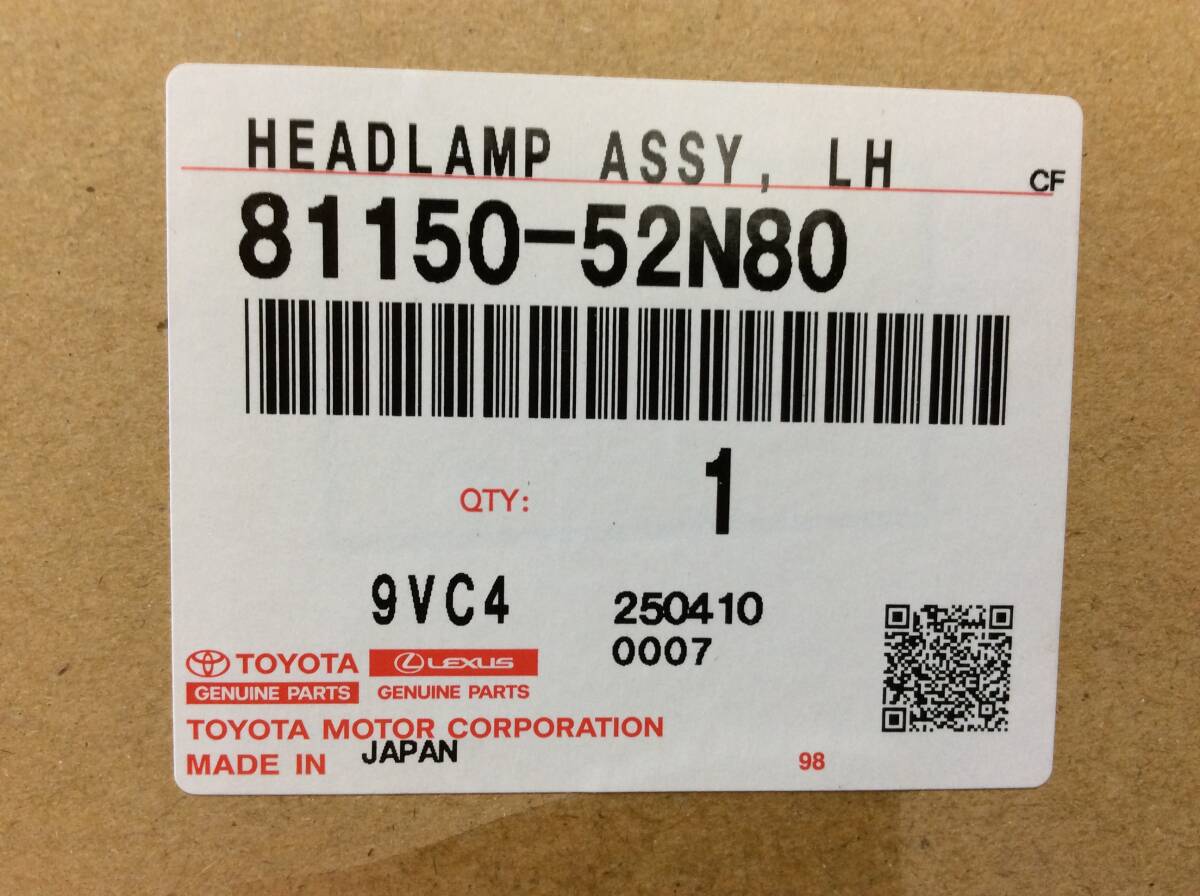 HEADLAMP ASSY, LH
CF
81150-52N80
QTY: 1
9VC4 250410
0007
TOYOTA LEXUS
GENUINE PARTS GENUINE PARTS
TOYOTA MOTOR CORPORATION
MADE IN JAPAN
98